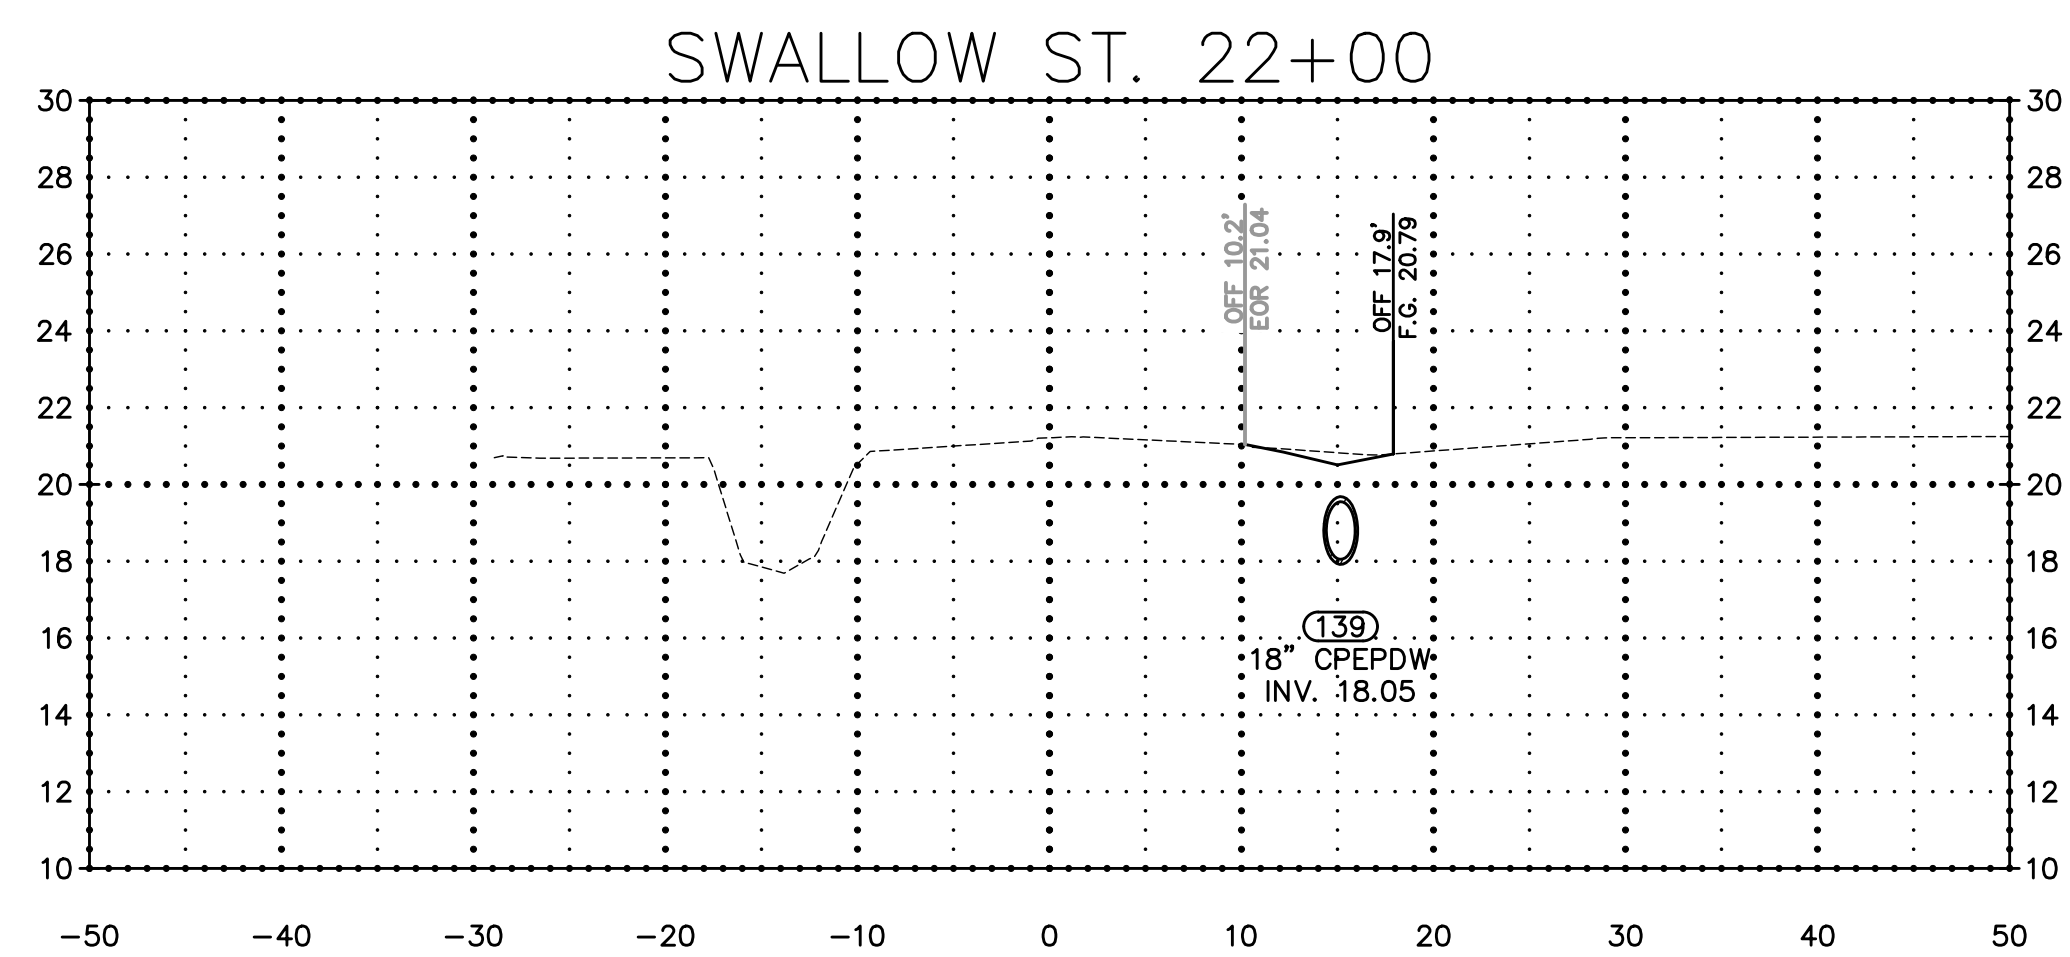 SWALLOW ST. 22+00
30 30
28 28
26 26
24 24
22 22
20 20
18 18
16 16
14 14
12 12
10 10
OFF 10.2'
EOR 21.04
OFF 17.9'
F.G. 20.79
139
18" CPEPDW
INV. 18.05
-50 -40 -30 -20 -10 0 10 20 30 40 50